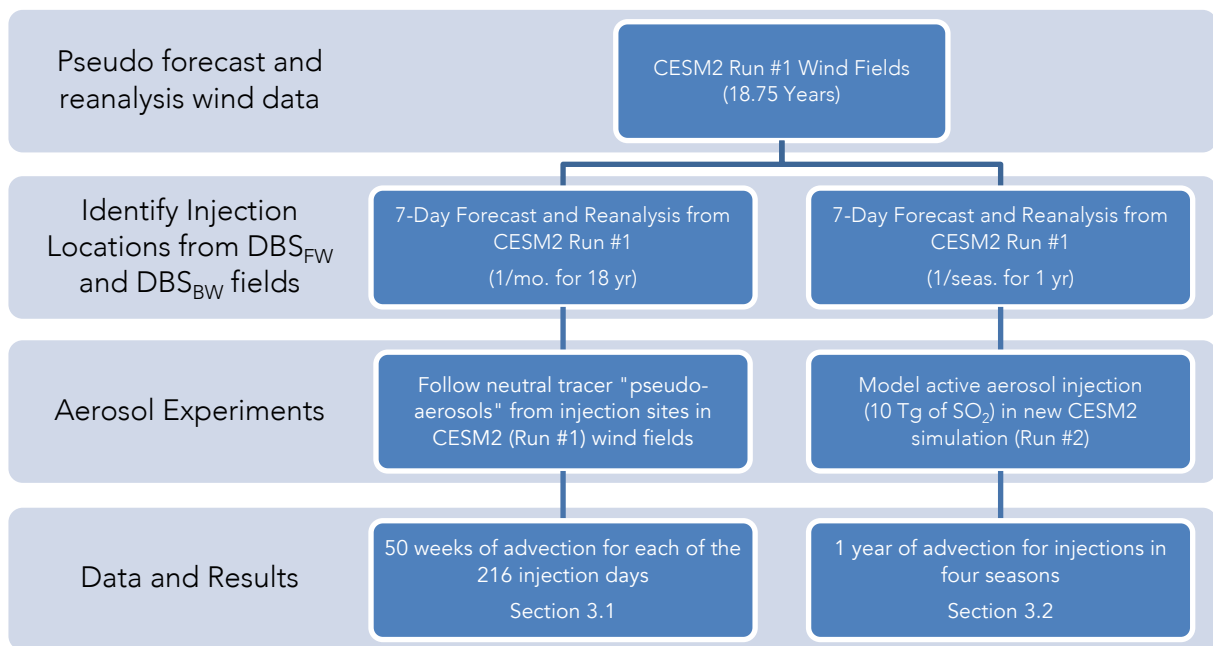 Pseudo forecast and
reanalysis wind data
CESM2 Run #1 Wind Fields
(18.75 Years)
Identify Injection
Locations from DBS_FW
and DBS_BW fields
7-Day Forecast and Reanalysis from
CESM2 Run #1
(1/mo. for 18 yr)
7-Day Forecast and Reanalysis from
CESM2 Run #1
(1/seas. for 1 yr)
Aerosol Experiments
Follow neutral tracer "pseudo-
aerosols" from injection sites in
CESM2 (Run #1) wind fields
Model active aerosol injection
(10 Tg of SO₂) in new CESM2
simulation (Run #2)
Data and Results
50 weeks of advection for each of the
216 injection days
Section 3.1
1 year of advection for injections in
four seasons
Section 3.2